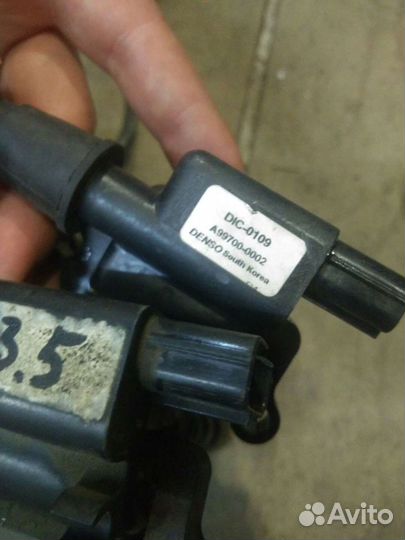 DIC-0109
A99700-0002
DENSO South Korea
3.5
Avito